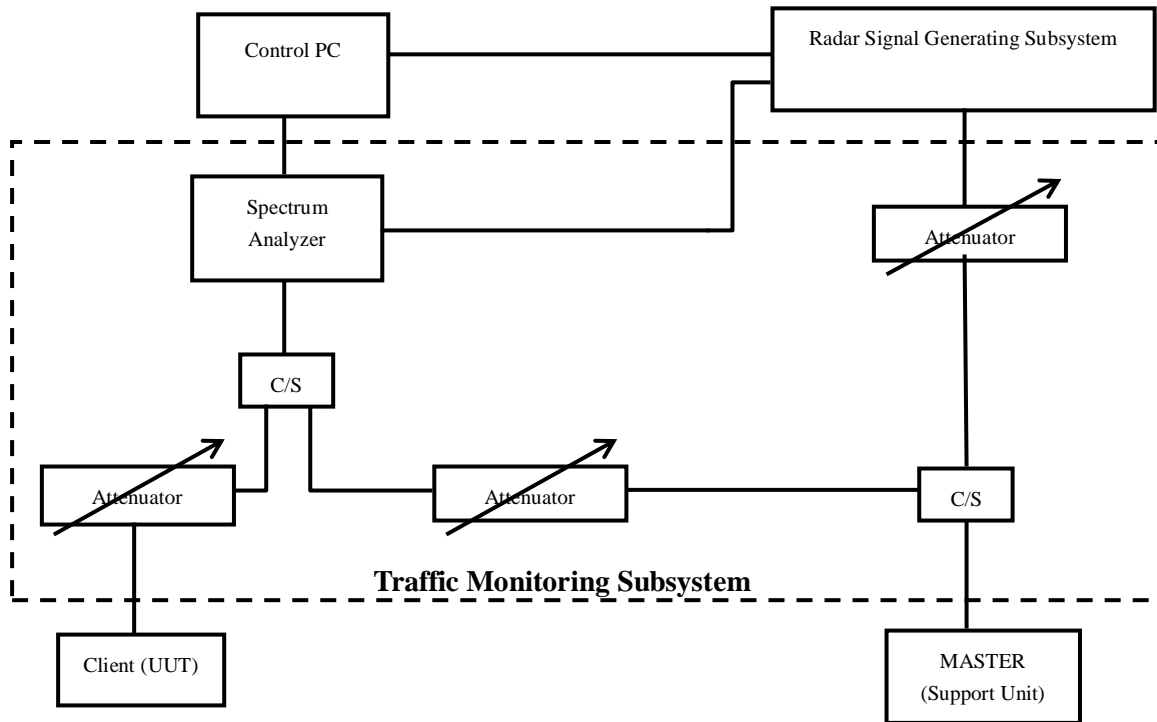 Control PC
Radar Signal Generating Subsystem
Spectrum
Analyzer
Attenuator
C/S
Attenuator
Attenuator
C/S
Traffic Monitoring Subsystem
Client (UUT)
MASTER
(Support Unit)